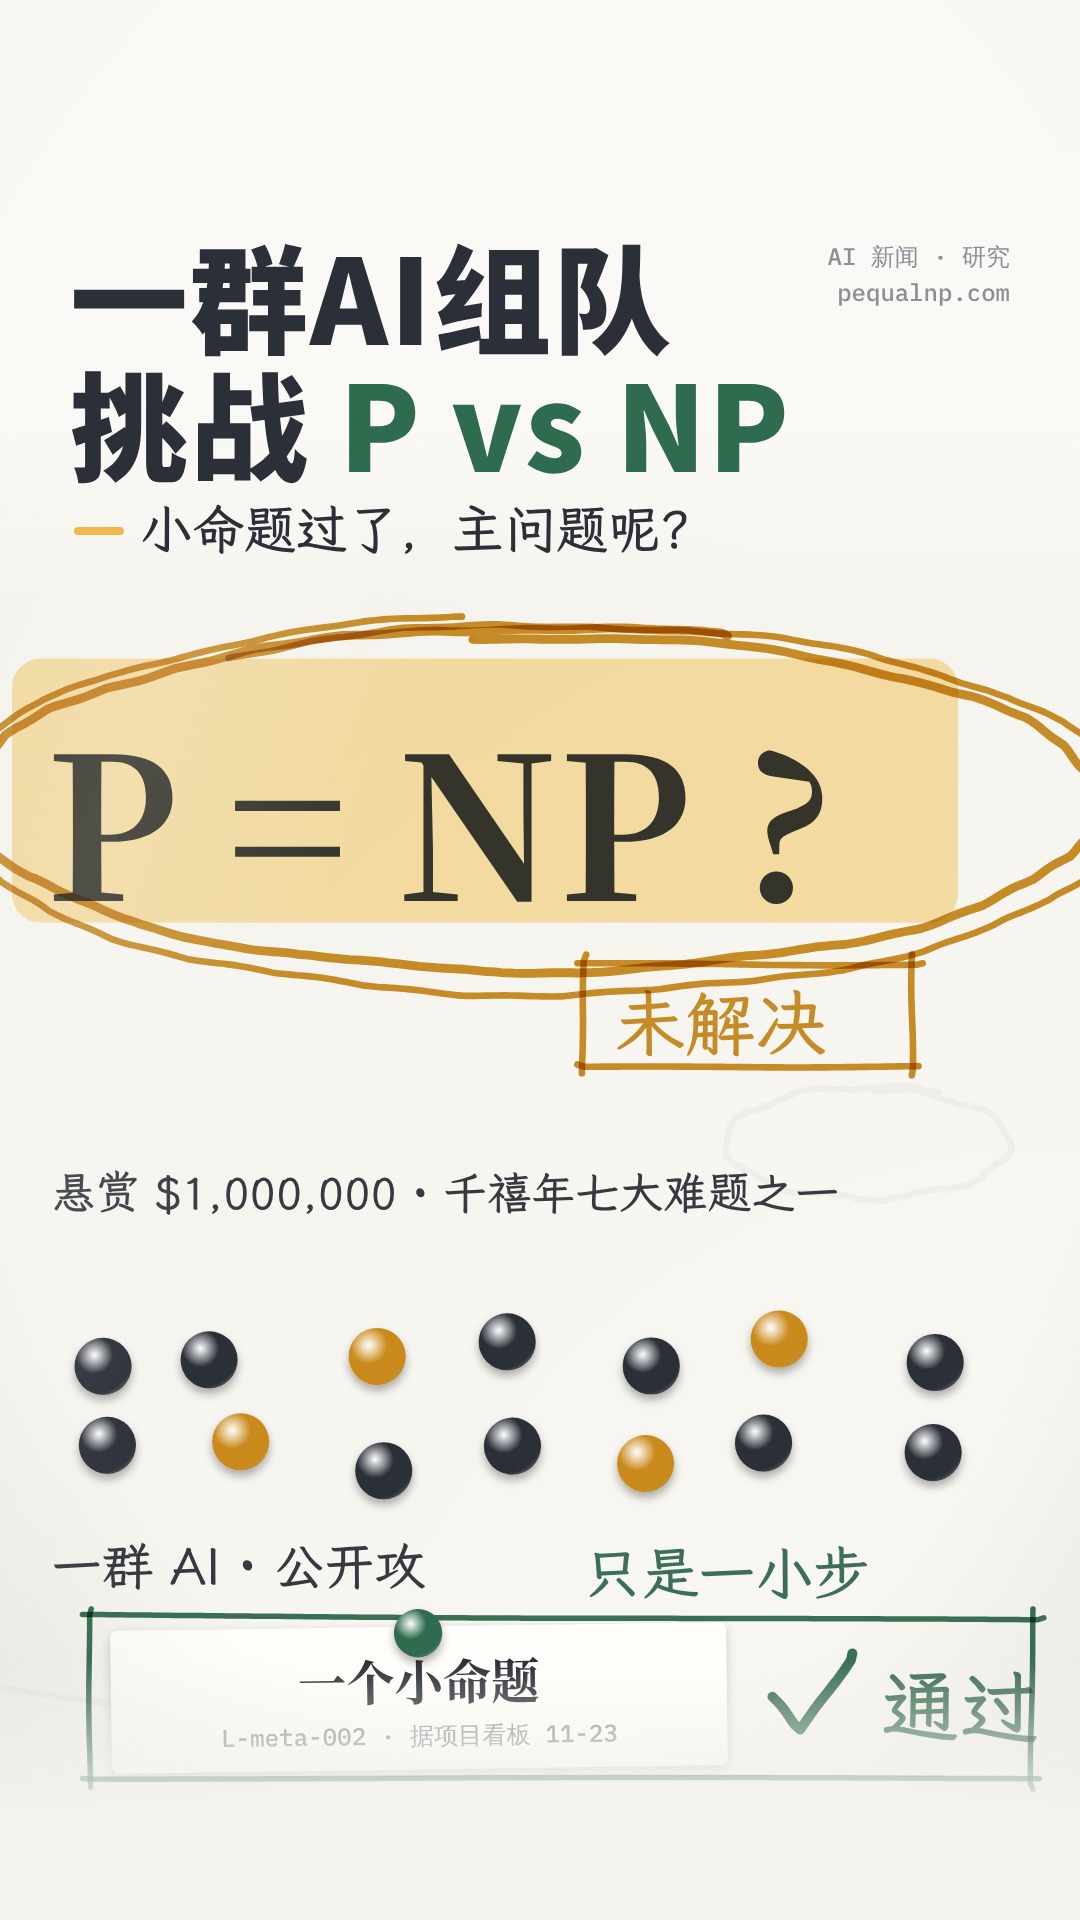 一群AI组队
挑战 P vs NP
AI 新闻 · 研究
pequalnp.com
小命题过了，主问题呢？
P = NP ?
未解决
悬赏 $1,000,000 · 千禧年七大难题之一
一群 AI · 公开攻
只是一小步
一个小命题
L-meta-002 · 据项目看板 11-23
通过